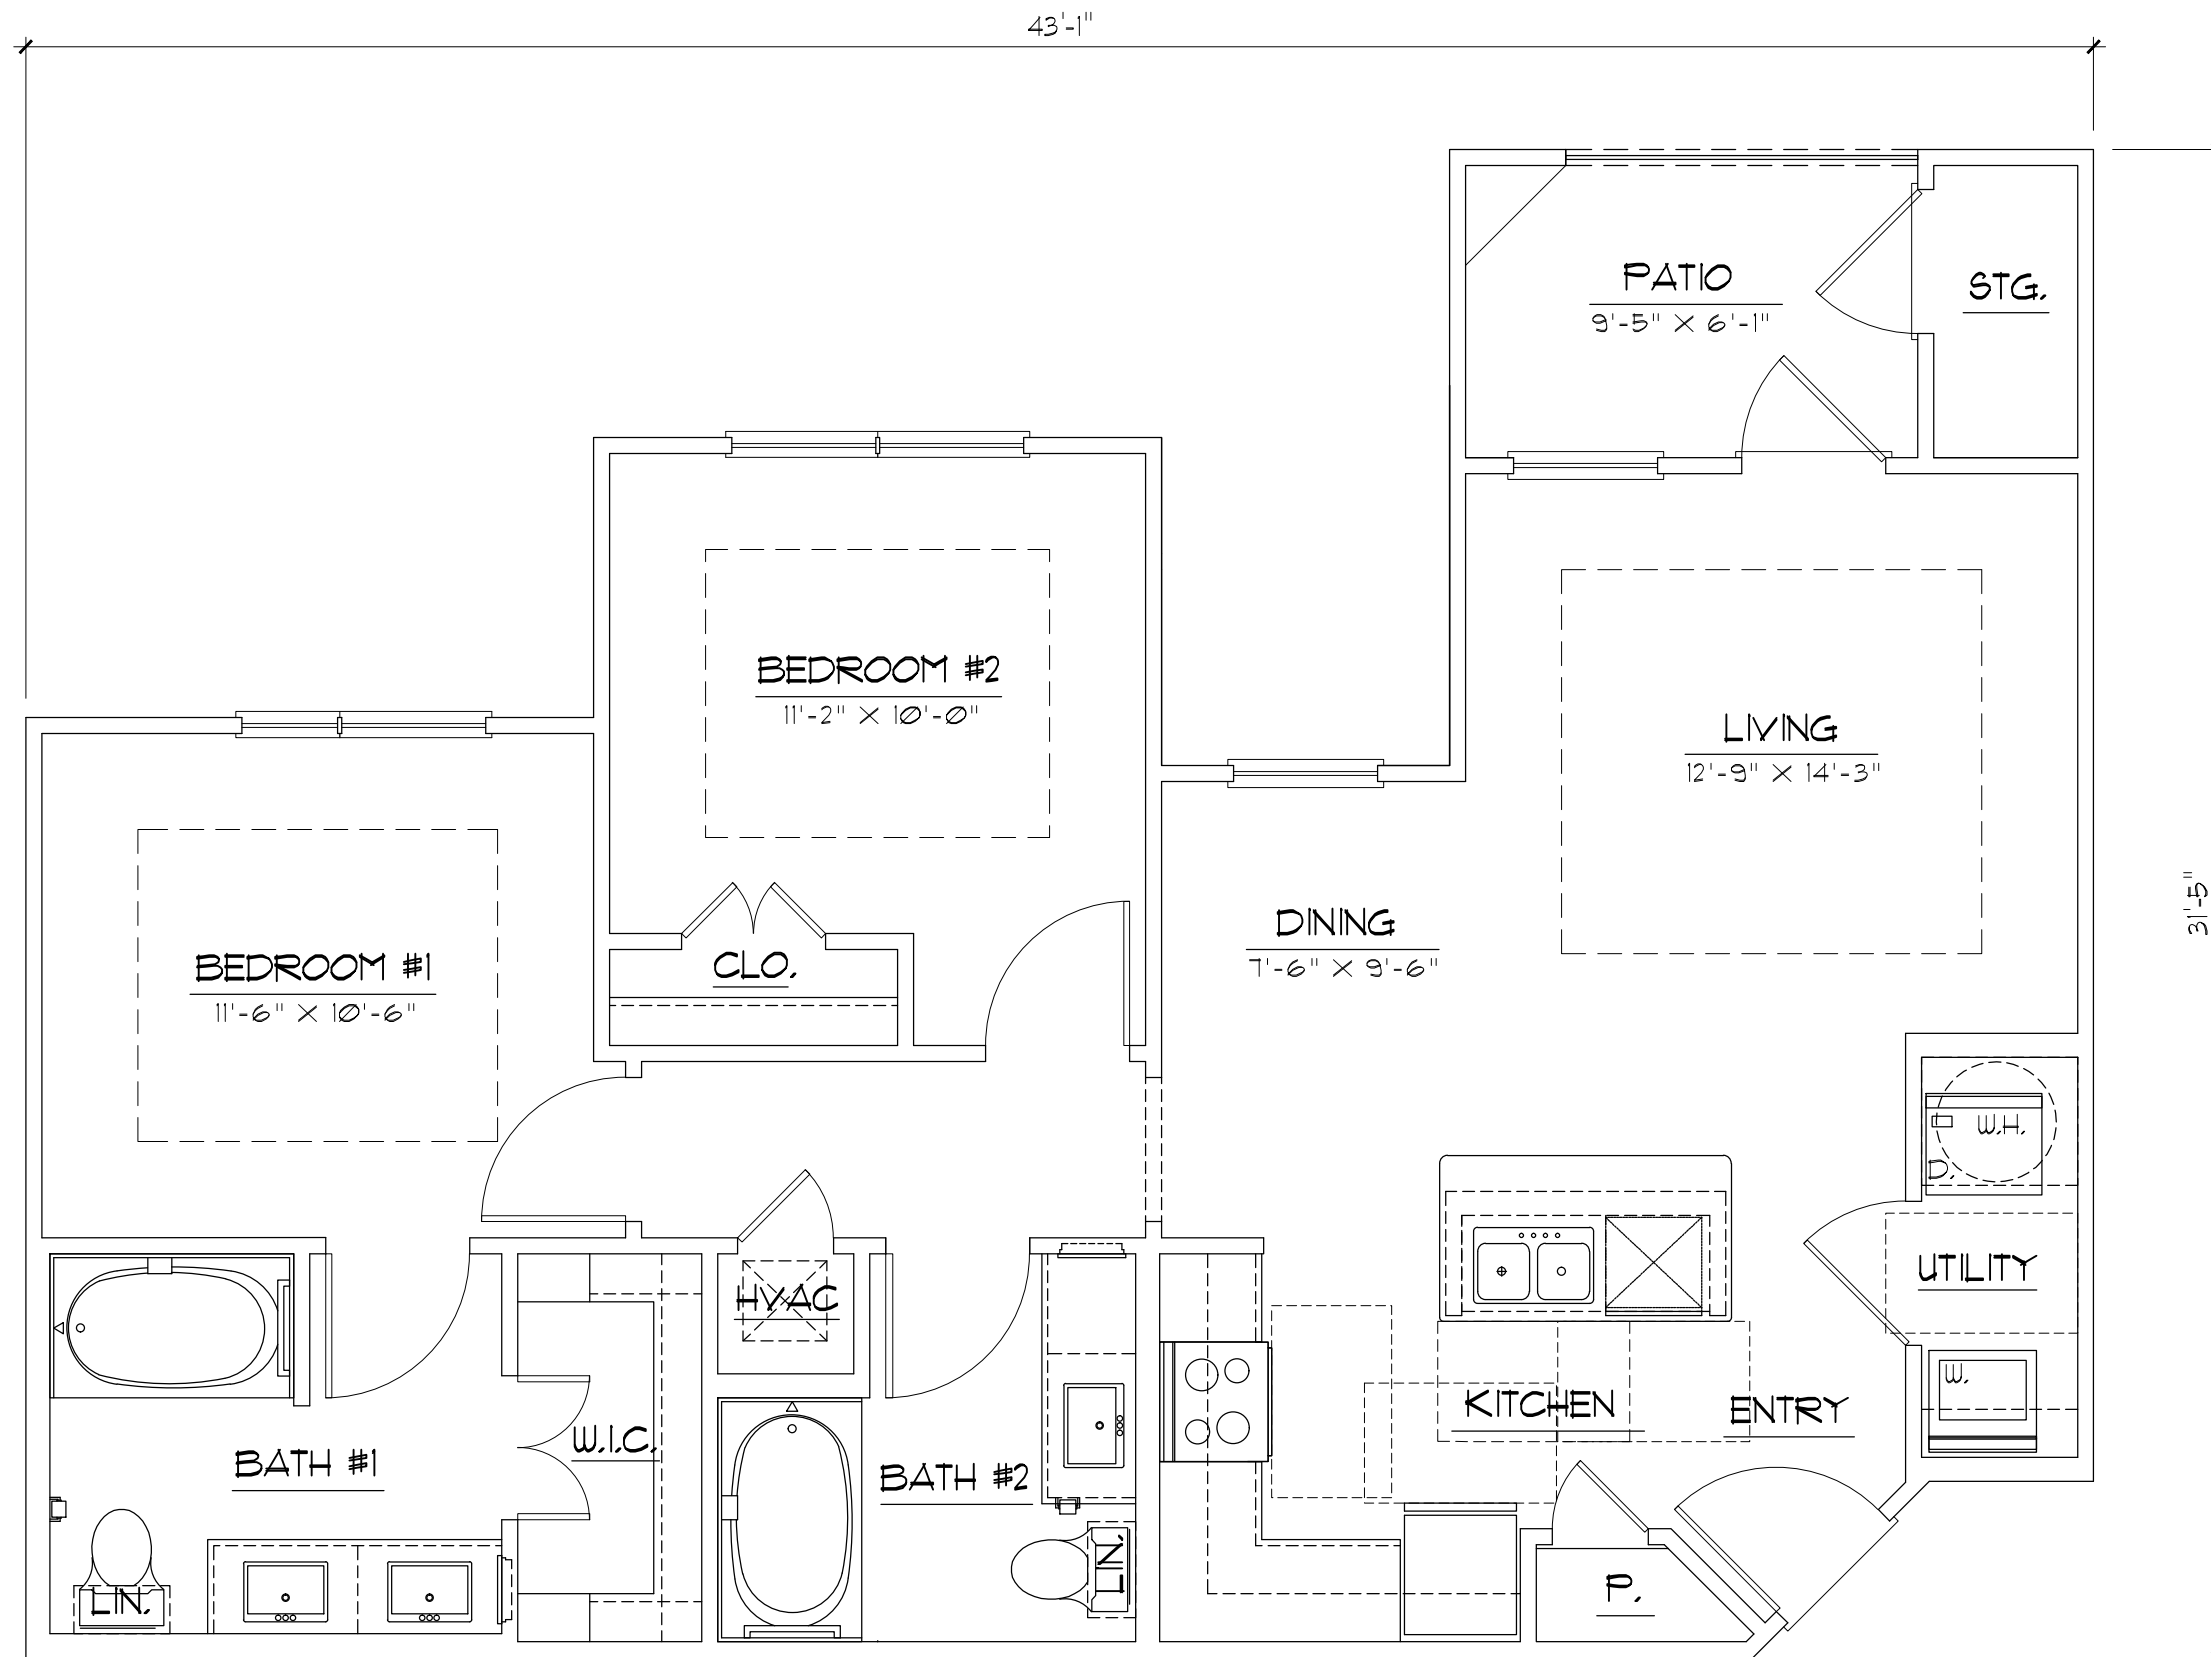 43'-1"
PATIO
9'-5" X 6'-1"
STG.
BEDROOM #2
11'-2" X 10'-0"
LIVING
12'-9" X 14'-3"
31'-5"
DINING
7'-6" X 9'-6"
CLO.
BEDROOM #1
11'-6" X 10'-6"
W.H.
D.
UTILITY
HVAC
W.
KITCHEN
ENTRY
W.I.C.
BATH #1
BATH #2
LIN.
LIN.
P.